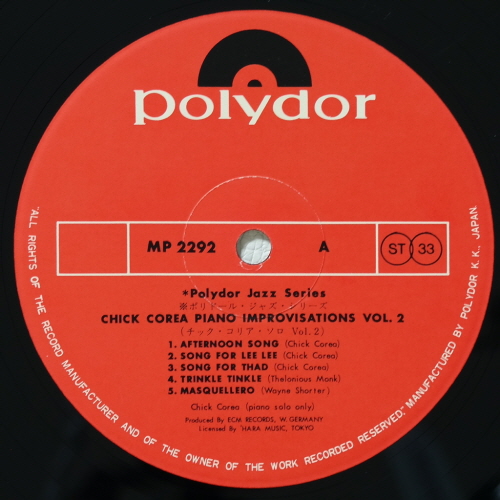 polydor
MP 2292 A ST 33
*Polydor Jazz Series
※ポリドール・ジャズ・シリーズ
CHICK COREA PIANO IMPROVISATIONS VOL. 2
(チック・コリア・ソロ Vol. 2)
1. AFTERNOON SONG (Chick Corea)
2. SONG FOR LEE LEE (Chick Corea)
3. SONG FOR THAD (Chick Corea)
4. TRINKLE TINKLE (Thelonious Monk)
5. MASQUELLERO (Wayne Shorter)
Chick Corea (piano solo only)
Produced By ECM RECORDS, W. GERMANY
Licensed By 'HARA MUSIC, TOKYO
"ALL RIGHTS OF THE RECORD MANUFACTURER AND OF THE OWNER OF THE WORK RECORDED RESERVED" MANUFACTURED BY POLYDOR K.K., JAPAN.